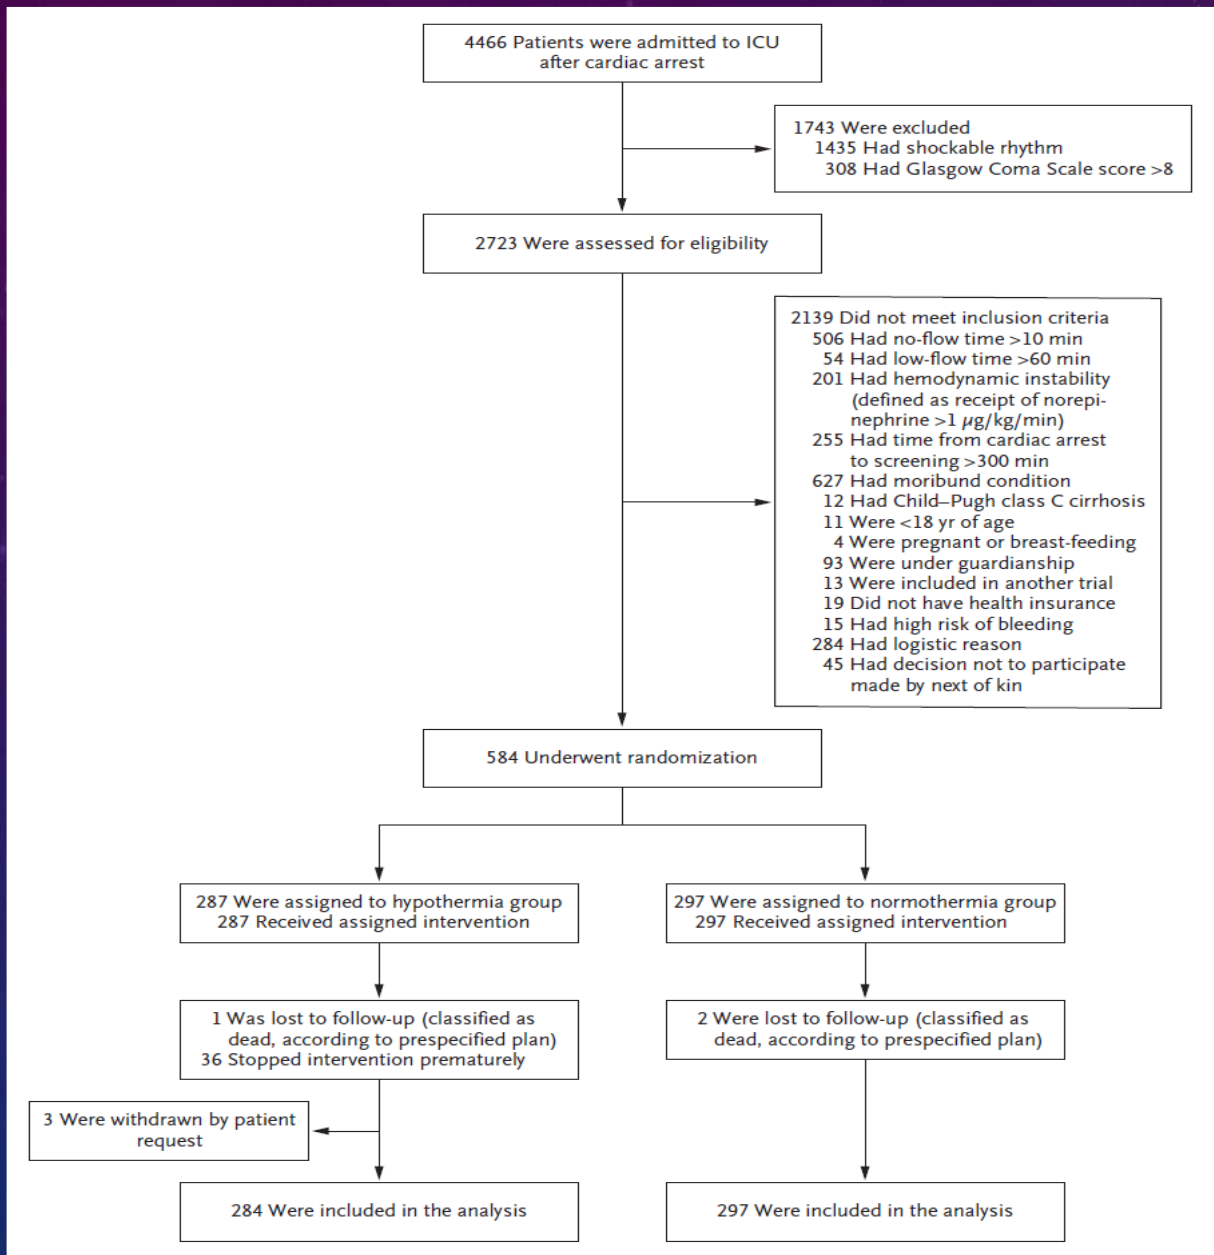 4466 Patients were admitted to ICU
after cardiac arrest
1743 Were excluded
1435 Had shockable rhythm
308 Had Glasgow Coma Scale score >8
2723 Were assessed for eligibility
2139 Did not meet inclusion criteria
506 Had no-flow time >10 min
54 Had low-flow time >60 min
201 Had hemodynamic instability
(defined as receipt of norepi-
nephrine >1 µg/kg/min)
255 Had time from cardiac arrest
to screening >300 min
627 Had moribund condition
12 Had Child–Pugh class C cirrhosis
11 Were <18 yr of age
4 Were pregnant or breast-feeding
93 Were under guardianship
13 Were included in another trial
19 Did not have health insurance
15 Had high risk of bleeding
284 Had logistic reason
45 Had decision not to participate
made by next of kin
584 Underwent randomization
287 Were assigned to hypothermia group
287 Received assigned intervention
297 Were assigned to normothermia group
297 Received assigned intervention
1 Was lost to follow-up (classified as
dead, according to prespecified plan)
36 Stopped intervention prematurely
2 Were lost to follow-up (classified as
dead, according to prespecified plan)
3 Were withdrawn by patient
request
284 Were included in the analysis
297 Were included in the analysis